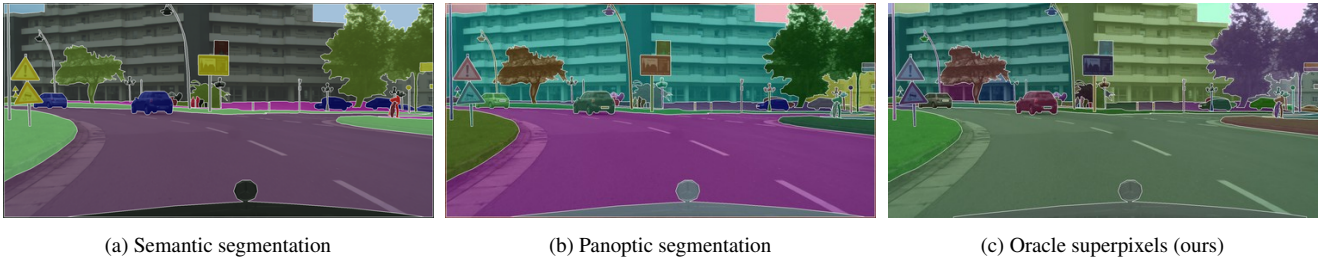 (a) Semantic segmentation
(b) Panoptic segmentation
(c) Oracle superpixels (ours)